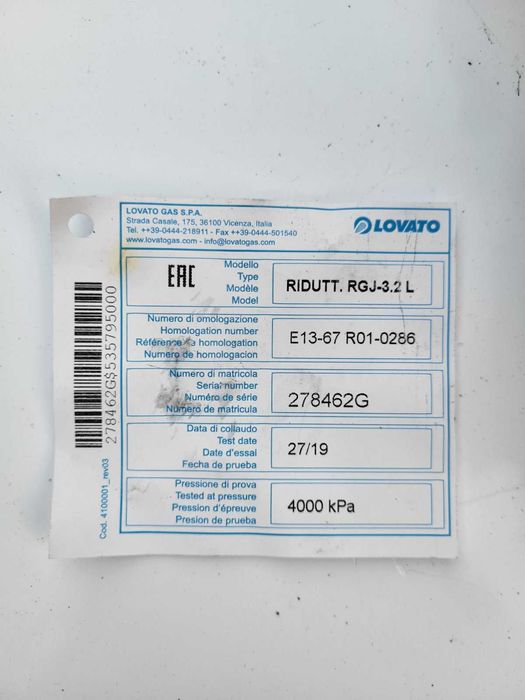 LOVATO GAS S.P.A.
Strada Casale, 175, 36100 Vicenza, Italia
Tel. ++39-0444-218911 - Fax ++39-0444-501540
www.lovatogas.com - info@lovatogas.com
LOVATO
EAC
Modello
Type
Modèle
Model
RIDUTT. RGJ-3.2 L
Numero di omologazione
Homologation number
Référence homologation
Numero de homologacion
E13-67 R01-0286
Numero di matricola
Serial number
Numéro de série
Numero de matricula
278462G
Data di collaudo
Test date
Date d'essai
Fecha de prueba
27/19
Pressione di prova
Tested at pressure
Pression d'épreuve
Presion de prueba
4000 kPa
278462G$535795000
Cod. 4100001_rev03